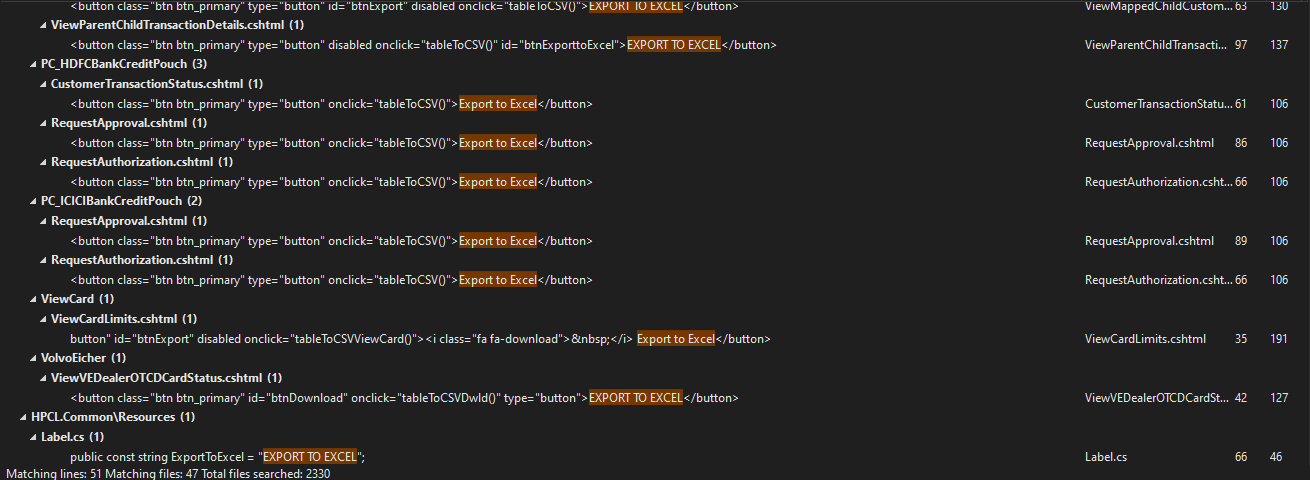 <button class="btn btn_primary" type="button" id="btnExport" disabled onclick="tableToCSV()">EXPORT TO EXCEL</button> ViewMappedChildCustom... 63 130
ViewParentChildTransactionDetails.cshtml (1)
<button class="btn btn_primary" type="button" disabled onclick="tableToCSV()" id="btnExporttoExcel">EXPORT TO EXCEL</button> ViewParentChildTransacti... 97 137
PC_HDFCBankCreditPouch (3)
CustomerTransactionStatus.cshtml (1)
<button class="btn btn_primary" type="button" onclick="tableToCSV()">Export to Excel</button> CustomerTransactionStatu... 61 106
RequestApproval.cshtml (1)
<button class="btn btn_primary" type="button" onclick="tableToCSV()">Export to Excel</button> RequestApproval.cshtml 86 106
RequestAuthorization.cshtml (1)
<button class="btn btn_primary" type="button" onclick="tableToCSV()">Export to Excel</button> RequestAuthorization.csht... 66 106
PC_ICICIBankCreditPouch (2)
RequestApproval.cshtml (1)
<button class="btn btn_primary" type="button" onclick="tableToCSV()">Export to Excel</button> RequestApproval.cshtml 89 106
RequestAuthorization.cshtml (1)
<button class="btn btn_primary" type="button" onclick="tableToCSV()">Export to Excel</button> RequestAuthorization.csht... 66 106
ViewCard (1)
ViewCardLimits.cshtml (1)
button" id="btnExport" disabled onclick="tableToCSVViewCard()"><i class="fa fa-download">&nbsp;</i> Export to Excel</button> ViewCardLimits.cshtml 35 191
VolvoEicher (1)
ViewVEDealerOTCDCardStatus.cshtml (1)
<button class="btn btn_primary" id="btnDownload" onclick="tableToCSVDwld()" type="button">EXPORT TO EXCEL</button> ViewVEDealerOTCDCardSt... 42 127
HPCL.Common\Resources (1)
Label.cs (1)
public const string ExportToExcel = "EXPORT TO EXCEL"; Label.cs 66 46
Matching lines: 51 Matching files: 47 Total files searched: 2330